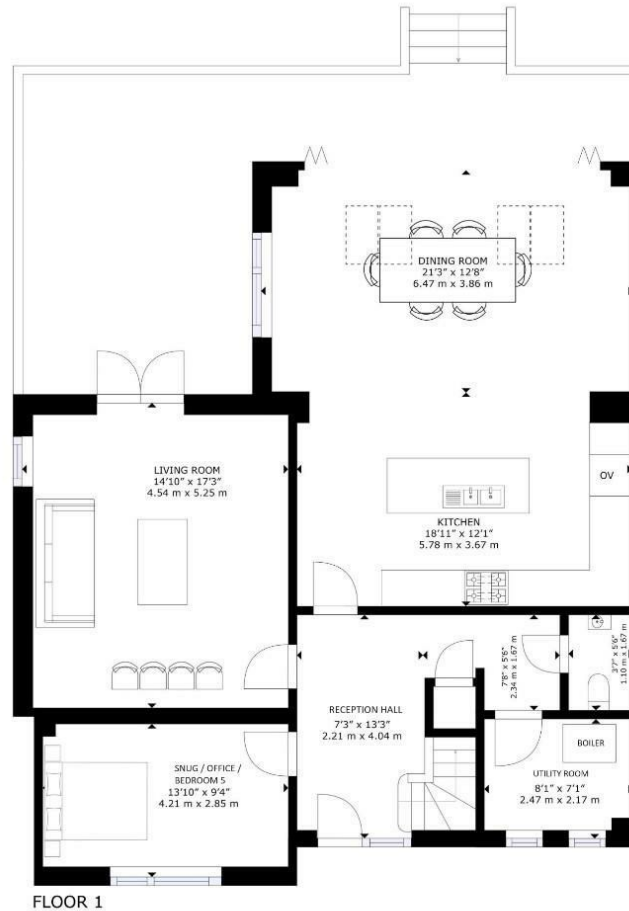 DINING ROOM
21'3" x 12'8"
6.47 m x 3.86 m
LIVING ROOM
14'10" x 17'3"
4.54 m x 5.25 m
OV
KITCHEN
18'11" x 12'1"
5.78 m x 3.67 m
7'8" x 5'6"
2.34 m x 1.67 m
3'7" x 5'6"
1.10 m x 1.67 m
RECEPTION HALL
7'3" x 13'3"
2.21 m x 4.04 m
BOILER
SNUG / OFFICE /
BEDROOM 5
13'10" x 9'4"
4.21 m x 2.85 m
UTILITY ROOM
8'1" x 7'1"
2.47 m x 2.17 m
FLOOR 1